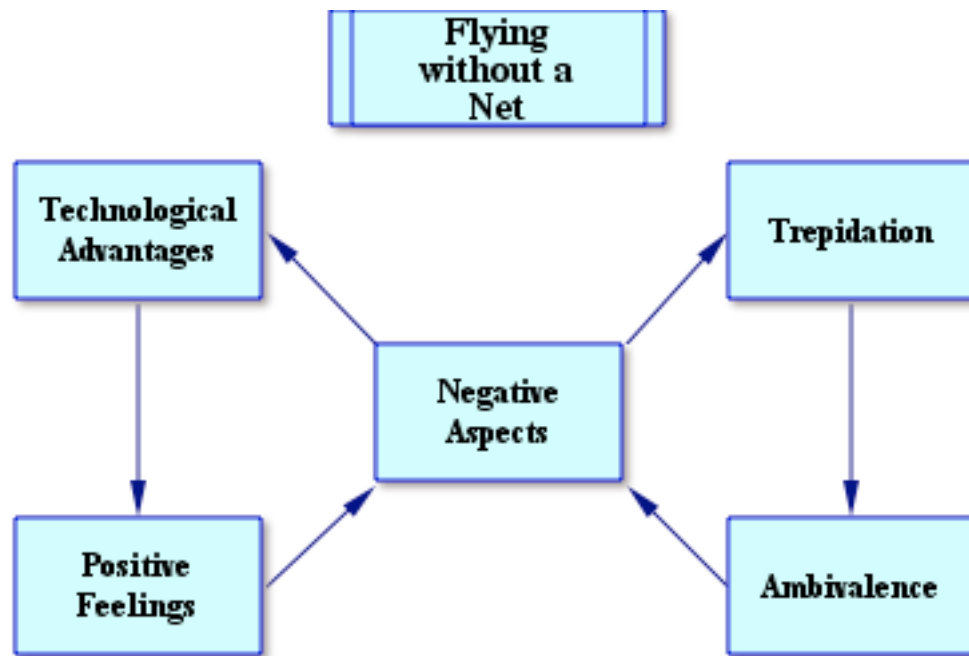 Flying
without a
Net
Technological
Advantages
Trepidation
Negative
Aspects
Positive
Feelings
Ambivalence